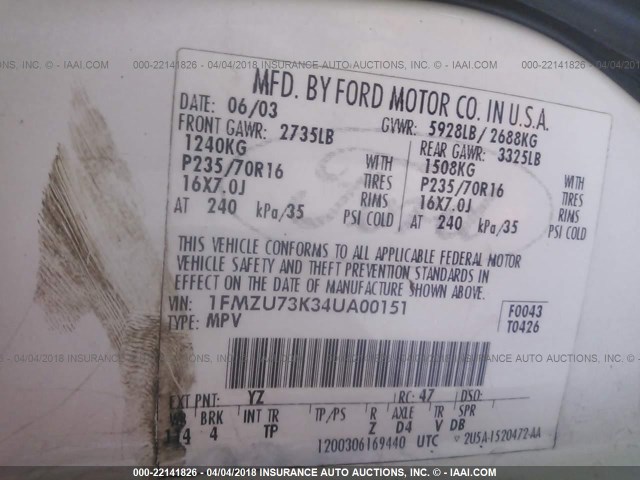 000-22141826 - 04/04/2018 INSURANCE AUTO AUCTIONS, INC. - IAAI.COM
MFD. BY FORD MOTOR CO. IN U.S.A.
DATE: 06/03 GVWR: 5928LB/ 2688KG
FRONT GAWR: 2735LB REAR GAWR: 3325LB
1240KG WITH 1508KG WITH
P235/70R16 TIRES P235/70R16 TIRES
16X7.0J RIMS 16X7.0J RIMS
AT 240 kPa/35 PSI COLD AT 240 kPa/35 PSI COLD
Ford
THIS VEHICLE CONFORMS TO ALL APPLICABLE FEDERAL MOTOR
VEHICLE SAFETY AND THEFT PREVENTION STANDARDS IN
EFFECT ON THE DATE OF MANUFACTURE SHOWN ABOVE.
VIN: 1FMZU73K34UA00151 F0043
TYPE: MPV T0426
EXT PNT: YZ RC: 47 DSO:
WB BRK INT TR TP/PS R AXLE TR SPR
4 TP Z D4 V DB
1200306169440 UTC 2U5A-1520472-AA
000-22141826 - 04/04/2018 INSURANCE AUTO AUCTIONS, INC. - IAAI.COM